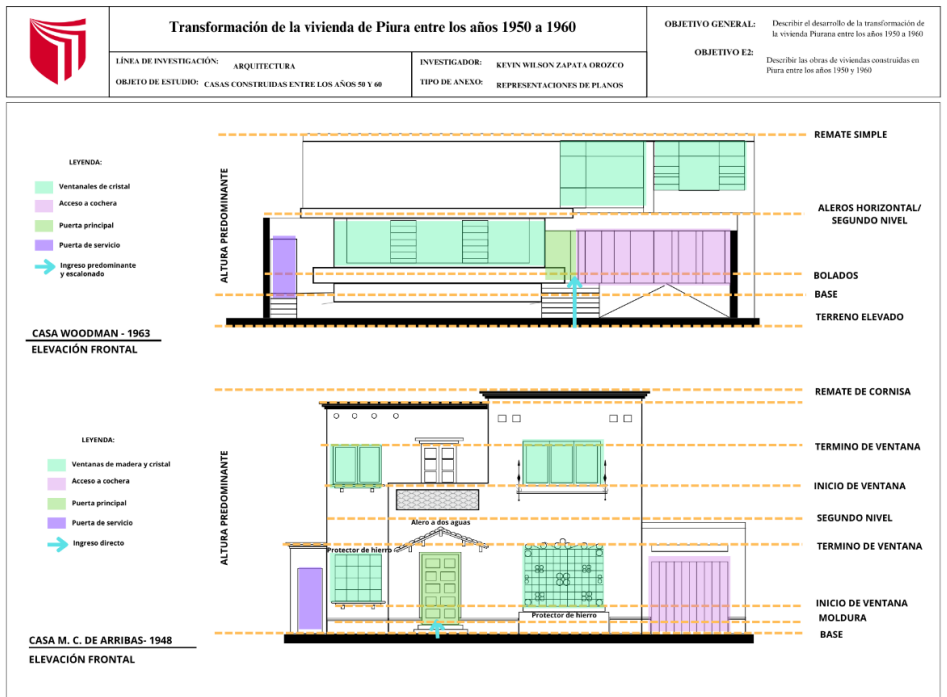 Transformación de la vivienda de Piura entre los años 1950 a 1960
LÍNEA DE INVESTIGACIÓN: ARQUITECTURA
OBJETO DE ESTUDIO: CASAS CONSTRUIDAS ENTRE LOS AÑOS 50 Y 60
INVESTIGADOR: KEVIN WILSON ZAPATA OROZCO
TIPO DE ANEXO: REPRESENTACIONES DE PLANOS
OBJETIVO GENERAL: Describir el desarrollo de la transformación de
la vivienda Piurana entre los años 1950 a 1960
OBJETIVO E2: Describir las obras de viviendas construidas en
Piura entre los años 1950 y 1960
LEYENDA:
Ventanales de cristal
Acceso a cochera
Puerta principal
Puerta de servicio
Ingreso predominante
y escalonado
CASA WOODMAN - 1963
ELEVACIÓN FRONTAL
ALTURA PREDOMINANTE
REMATE SIMPLE
ALEROS HORIZONTAL/
SEGUNDO NIVEL
BOLADOS
BASE
TERRENO ELEVADO
LEYENDA:
Ventanas de madera y cristal
Acceso a cochera
Puerta principal
Puerta de servicio
Ingreso directo
CASA M. C. DE ARRIBAS- 1948
ELEVACIÓN FRONTAL
ALTURA PREDOMINANTE
Alero a dos aguas
Protector de hierro
Protector de hierro
REMATE DE CORNISA
TERMINO DE VENTANA
INICIO DE VENTANA
SEGUNDO NIVEL
TERMINO DE VENTANA
INICIO DE VENTANA
MOLDURA
BASE